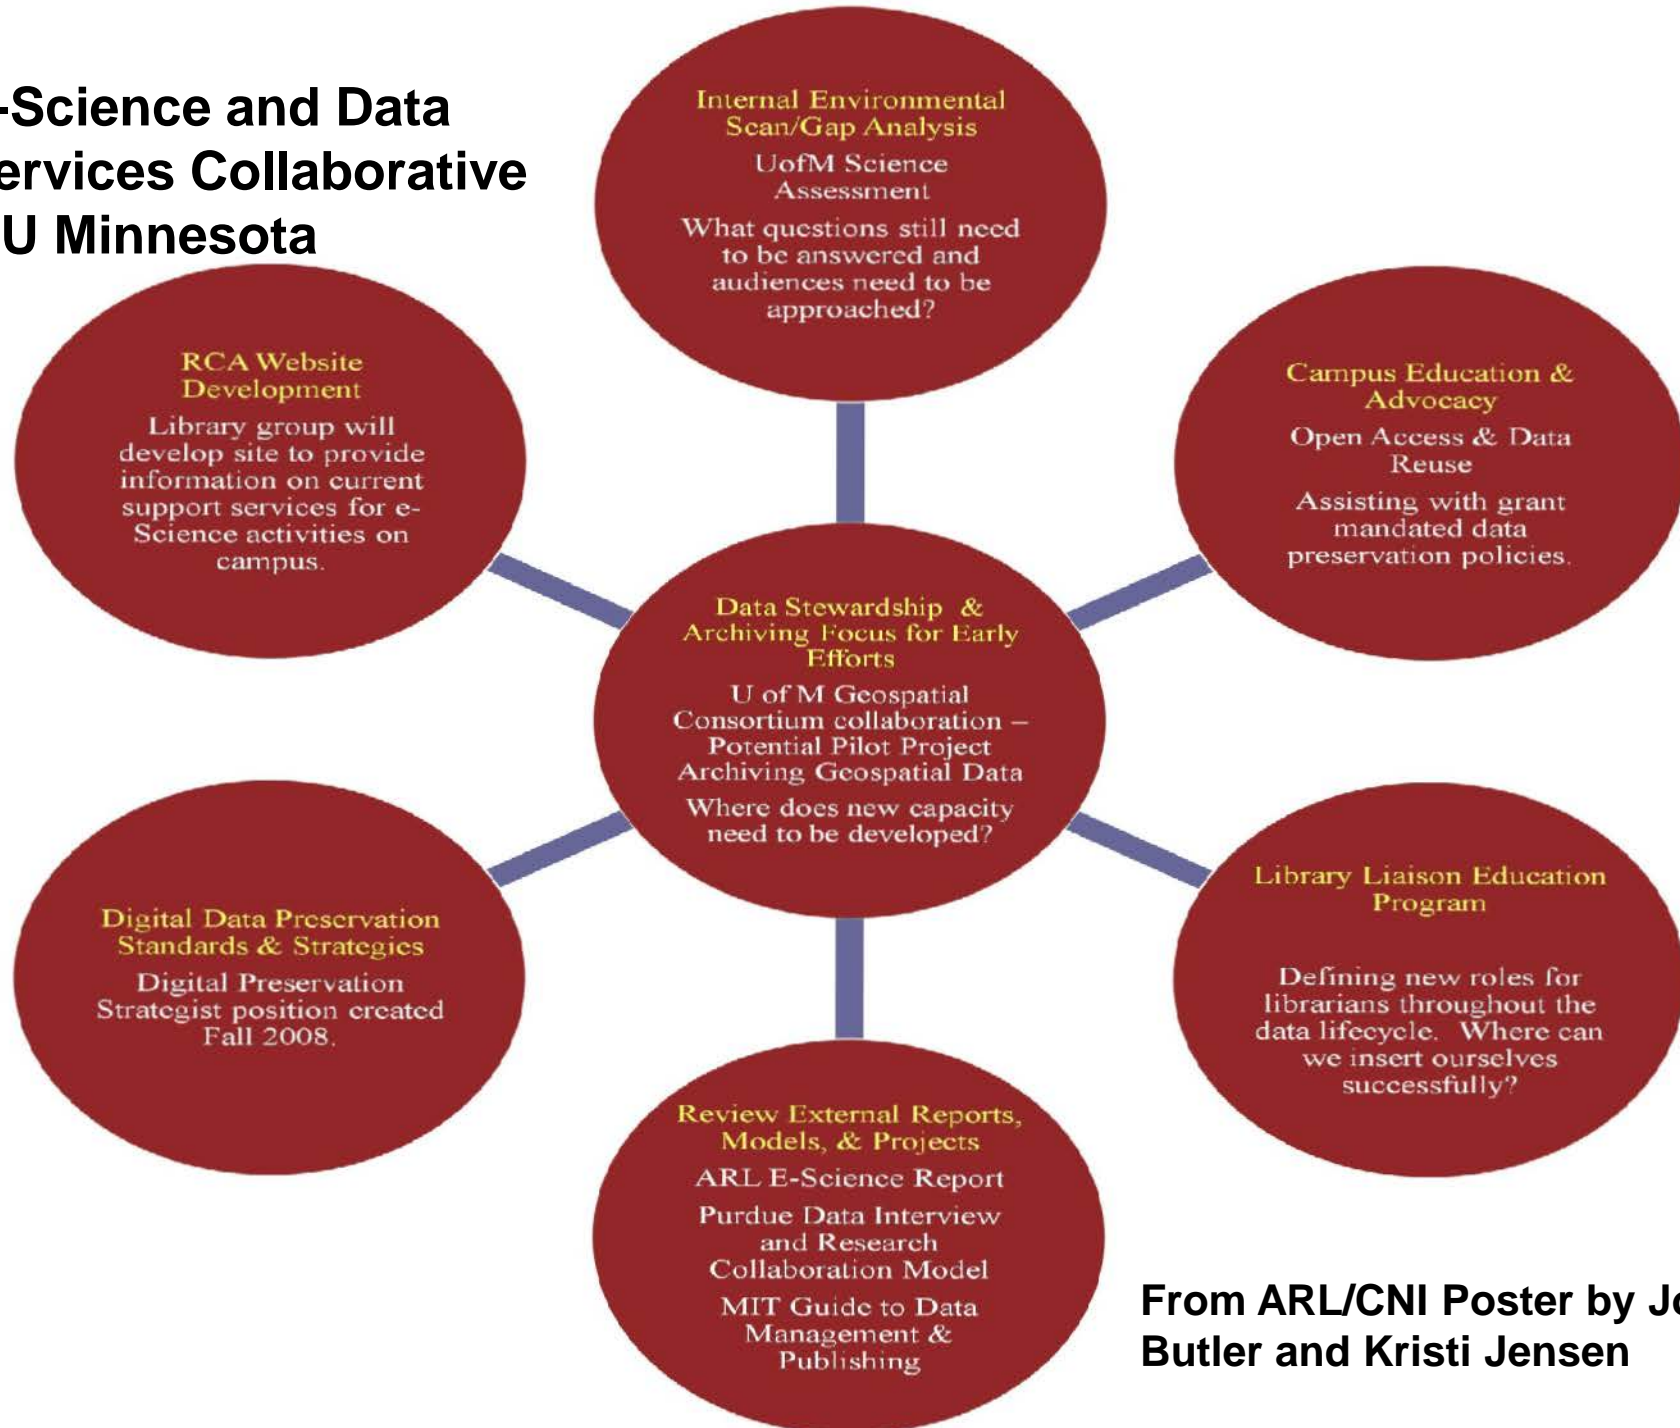 -Science and Data
ervices Collaborative
U Minnesota
Internal Environmental
Scan/Gap Analysis
UofM Science
Assessment
What questions still need
to be answered and
audiences need to be
approached?
RCA Website
Development
Library group will
develop site to provide
information on current
support services for e-
Science activities on
campus.
Campus Education &
Advocacy
Open Access & Data
Reuse
Assisting with grant
mandated data
preservation policies.
Data Stewardship &
Archiving Focus for Early
Efforts
U of M Geospatial
Consortium collaboration –
Potential Pilot Project
Archiving Geospatial Data
Where does new capacity
need to be developed?
Digital Data Preservation
Standards & Strategies
Digital Preservation
Strategist position created
Fall 2008.
Library Liaison Education
Program
Defining new roles for
librarians throughout the
data lifecycle. Where can
we insert ourselves
successfully?
Review External Reports,
Models, & Projects
ARL E-Science Report
Purdue Data Interview
and Research
Collaboration Model
MIT Guide to Data
Management &
Publishing
From ARL/CNI Poster by
Butler and Kristi Jensen